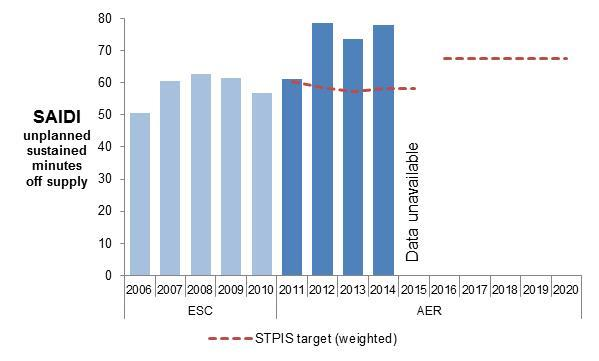 80
70
60
50
40
30
20
10
0
SAIDI
unplanned
sustained
minutes
off supply
Data unavailable
2006 2007 2008 2009 2010 2011 2012 2013 2014 2015 2016 2017 2018 2019 2020
ESC AER
STPIS target (weighted)